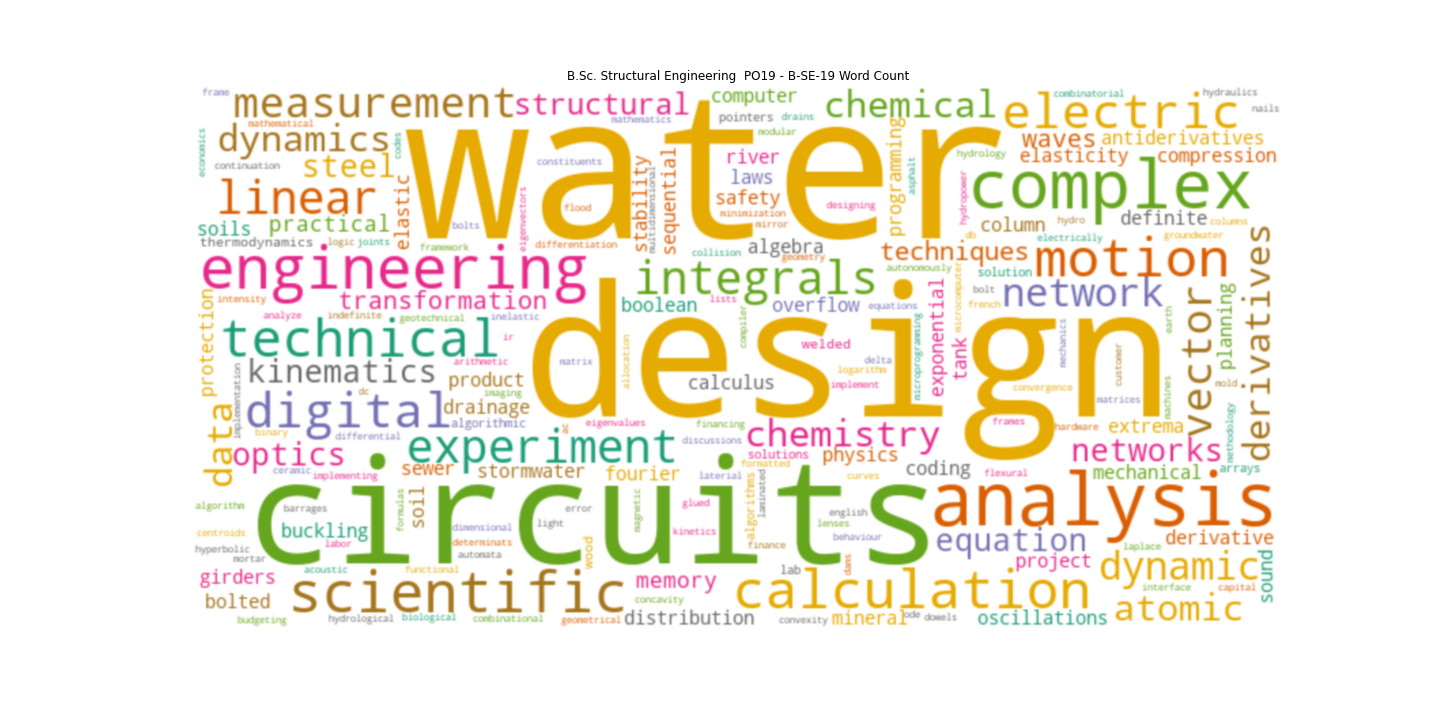 B.Sc. Structural Engineering  PO19 - B-SE-19 Word Count
frame
measurement
structural
computer
chemical
electric
combinatorial
hydraulics
nails
mathematical
mathematics
pointers
drains
modular
programming
waves
antiderivatives
economics
dynamics
codes
water
constituents
river
hydrology
elasticity
compression
continuation
steel
stability
multidimensional
sequential
laws
asphalt
complex
linear
elastic
eigenvectors
flood
safety
designing
hydropower
soils
practical
bolts
minimization
mirror
column
definite
columns
thermodynamics
logic
joints
framework
differentiation
collision
algebra
geometry
db
hydro
electrically
groundwater
engineering
techniques
motion
derivatives
integrals
autonomously
solution
intensity
transformation
boolean
lists
overflow
equations
exponential
microcomputer
bolt
french
network
vector
planning
protection
analyze
indefinite
geotechnical
inelastic
design
compiler
microprogramming
mechanics
earth
technical
ir
welded
tank
kinematics
arithmetic
matrix
allocation
delta
logarithm
customer
implementation
dc
product
imaging
calculus
implement
convergence
machines
mold
data
digital
drainage
matrices
binary
differential
algorithmic
ac
eigenvalues
financing
frames
hardware
extrema
methodology
optics
experiment
discussions
chemistry
networks
ceramic
implementing
sewer
stormwater
fourier
laterial
solutions
formatted
physics
coding
flexural
mechanical
arrays
circuits
curves
analysis
algorithm
barrages
formulas
soil
error
magnetic
glued
algorithms
laminated
english
lenses
centroids
buckling
dimensional
light
kinetics
behaviour
equation
derivative
hyperbolic
labor
determinats
wood
finance
laplace
mortar
automata
dams
project
sound
girders
acoustic
functional
memory
lab
calculation
dynamic
interface
capital
bolted
scientific
concavity
atomic
budgeting
hydrological
biological
combinational
geometrical
distribution
convexity
mineral
ode
dowels
oscillations